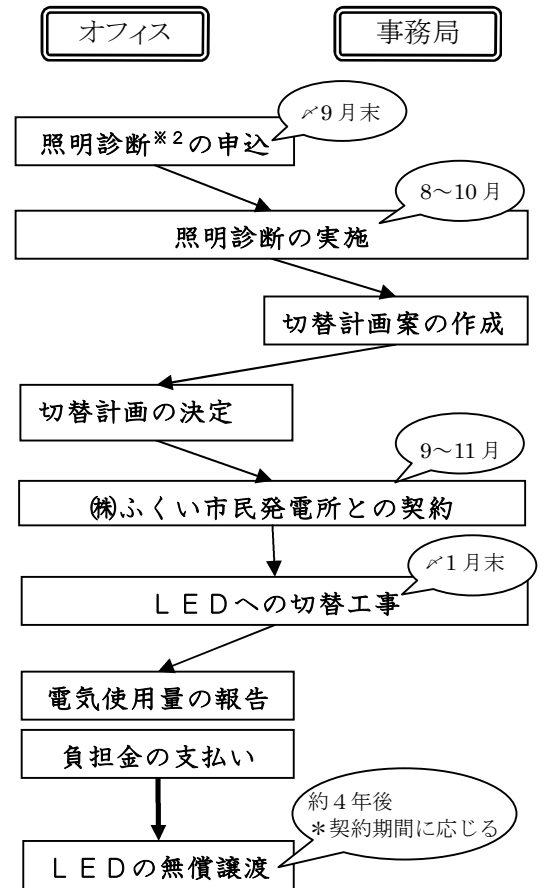 オフィス
事務局
〆9月末
照明診断※2の申込
8～10月
照明診断の実施
切替計画案の作成
切替計画の決定
9～11月
㈱ふくい市民発電所との契約
〆1月末
ＬＥＤへの切替工事
電気使用量の報告
負担金の支払い
約4年後
＊契約期間に応じる
ＬＥＤの無償譲渡